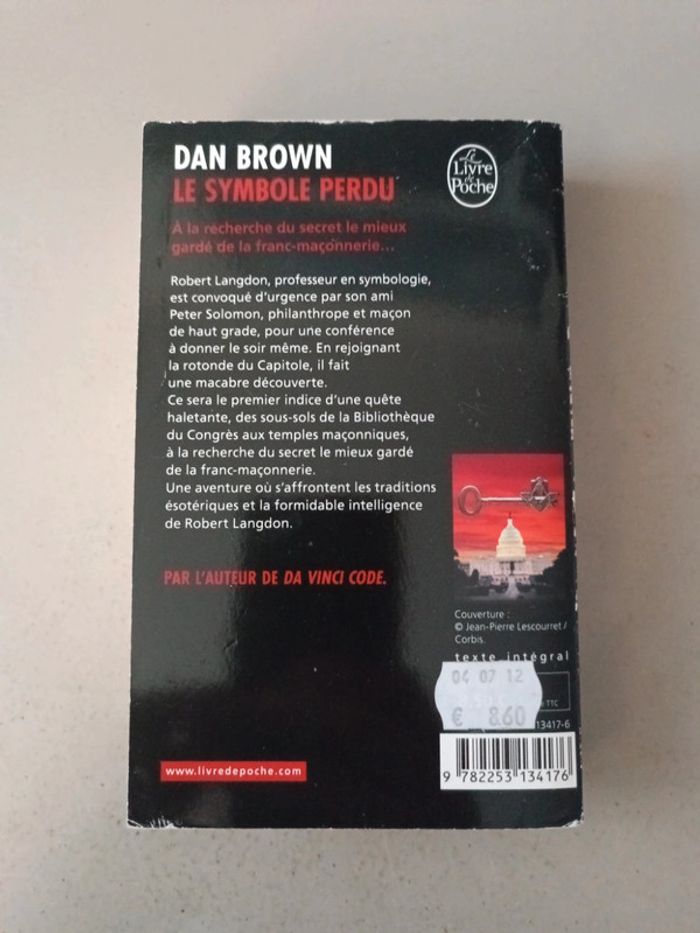 DAN BROWN
LE SYMBOLE PERDU
Le
Livre
de
Poche
À la recherche du secret le mieux
gardé de la franc-maçonnerie...
Robert Langdon, professeur en symbologie,
est convoqué d'urgence par son ami
Peter Solomon, philanthrope et maçon
de haut grade, pour une conférence
à donner le soir même. En rejoignant
la rotonde du Capitole, il fait
une macabre découverte.
Ce sera le premier indice d'une quête
haletante, des sous-sols de la Bibliothèque
du Congrès aux temples maçonniques,
à la recherche du secret le mieux gardé
de la franc-maçonnerie.
Une aventure où s'affrontent les traditions
ésotériques et la formidable intelligence
de Robert Langdon.
PAR L'AUTEUR DE DA VINCI CODE.
Couverture :
© Jean-Pierre Lescourret /
Corbis.
texte intégral
04 07 12
€ 8.60
TTC
13417-6
9 782253 134176
www.livredepoche.com